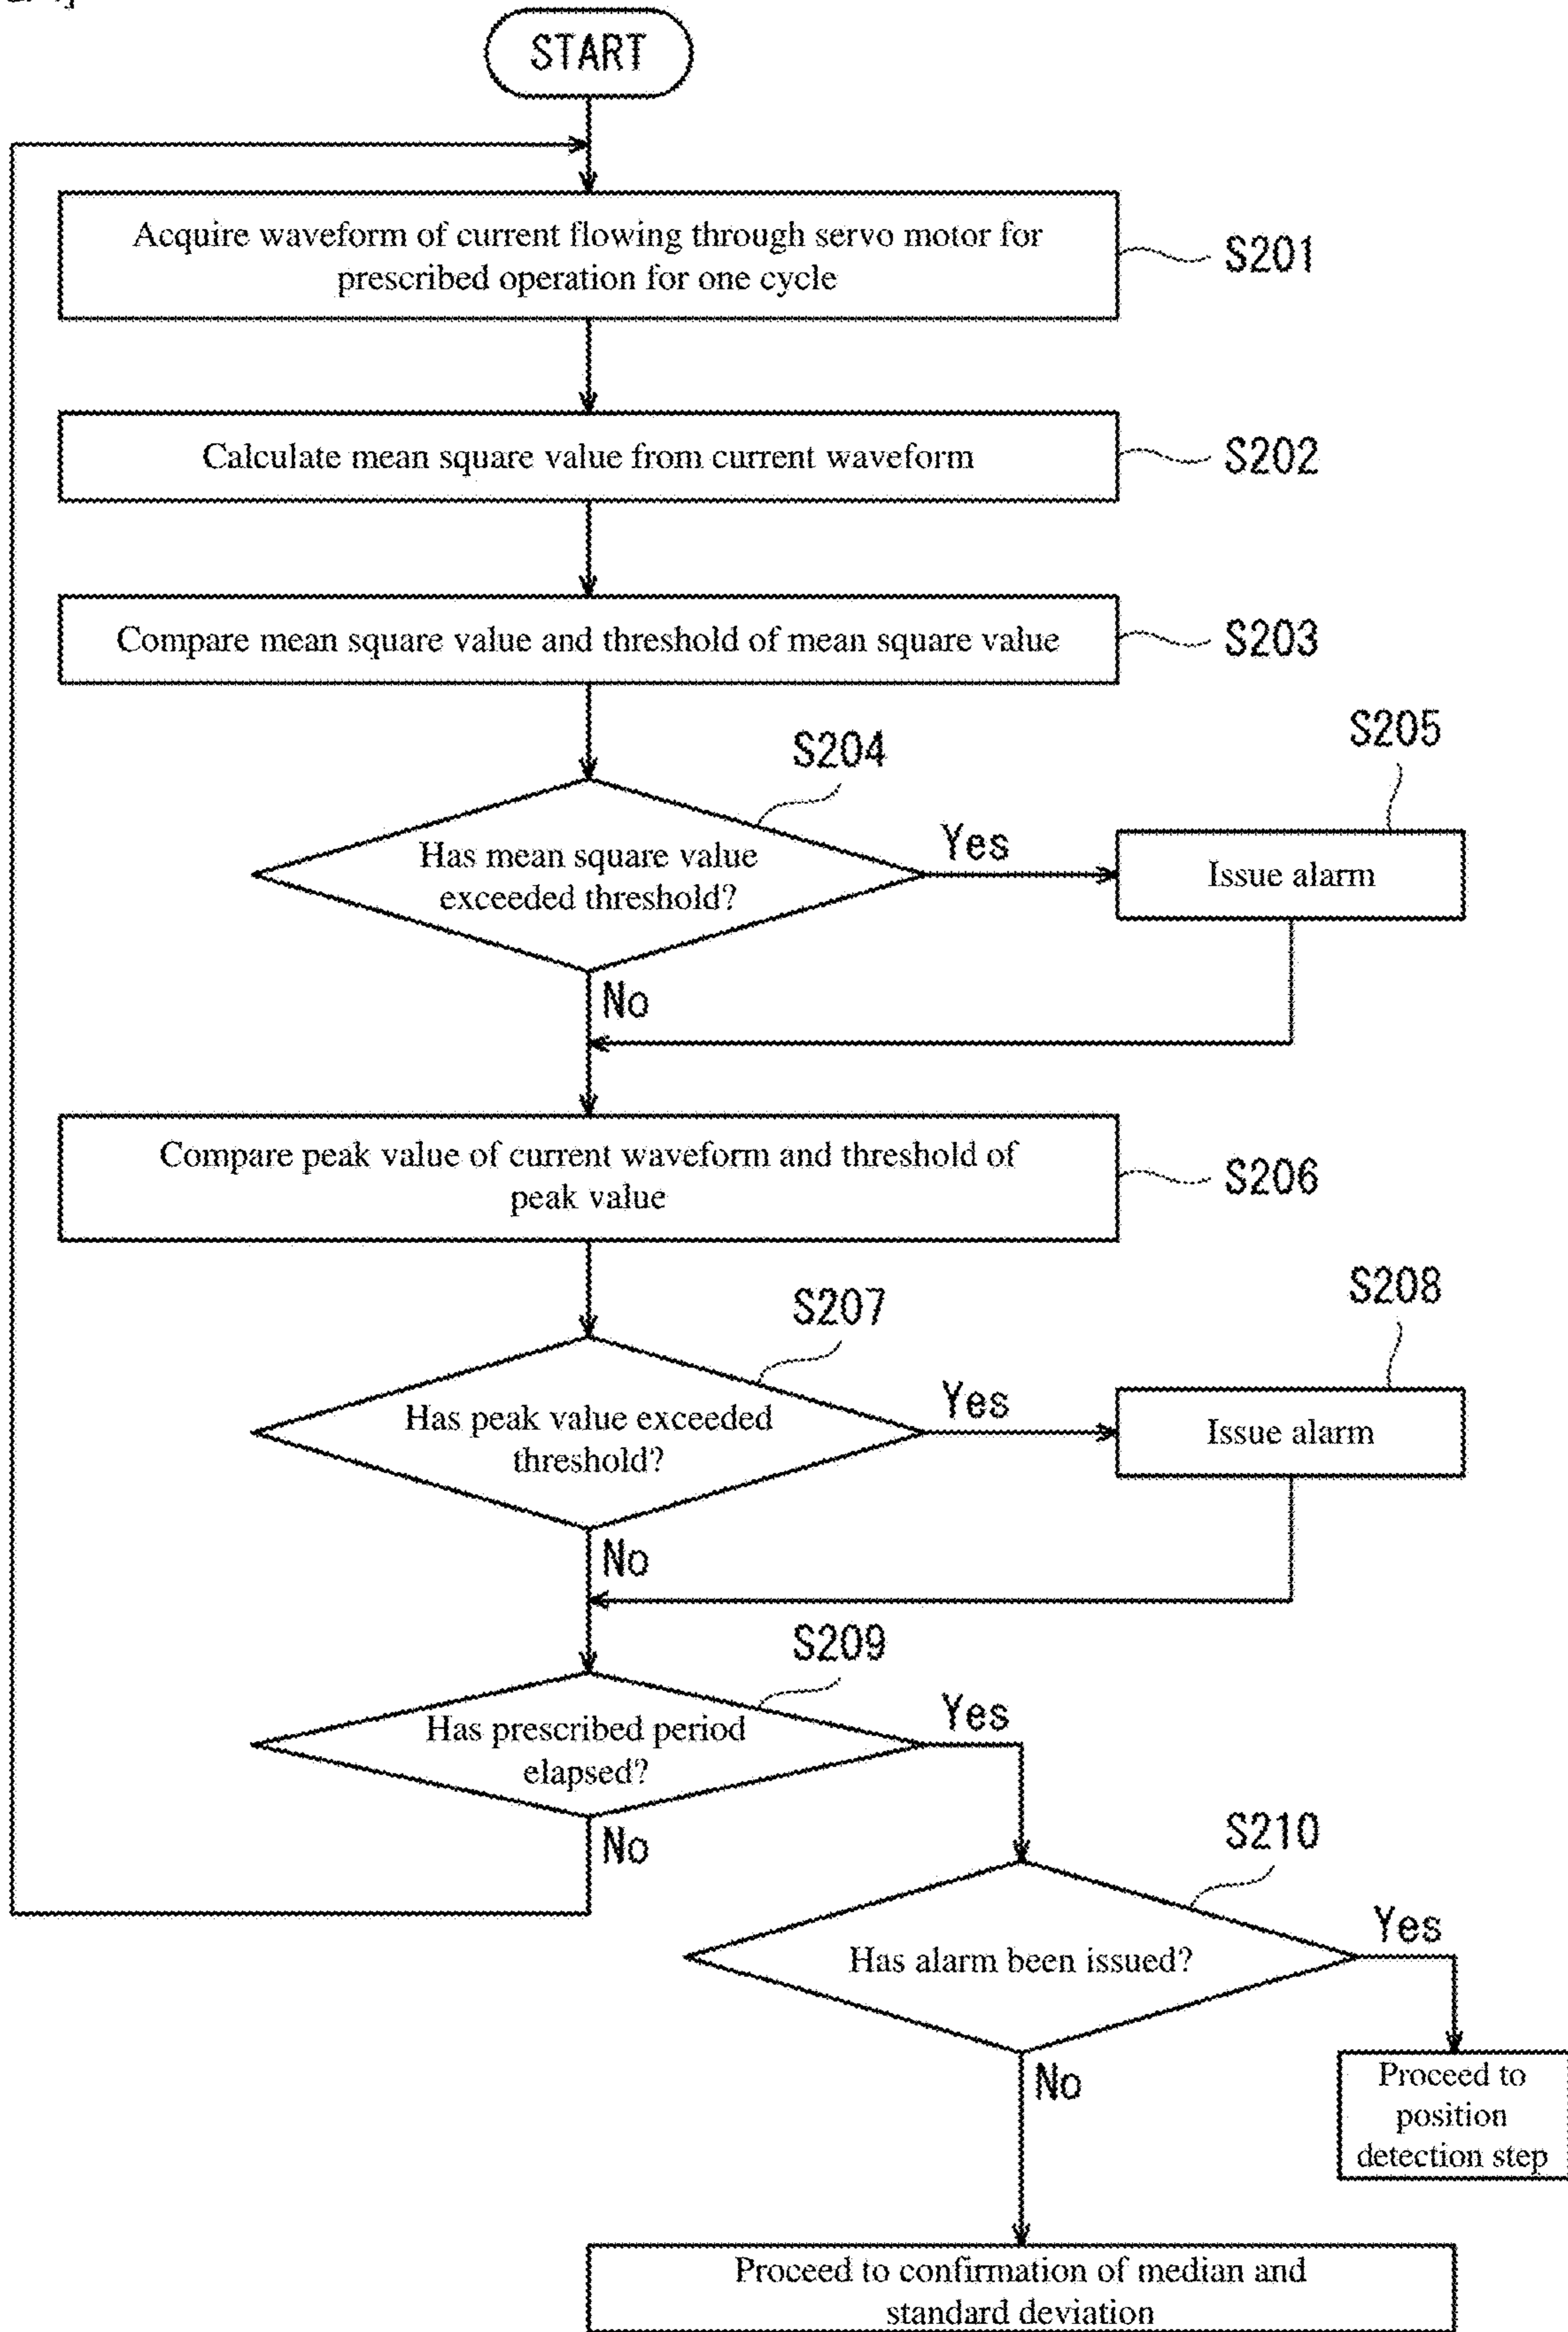 START
Acquire waveform of current flowing through servo motor for
prescribed operation for one cycle
S201
Calculate mean square value from current waveform
S202
Compare mean square value and threshold of mean square value
S203
S204
S205
Has mean square value
exceeded threshold?
Yes
Issue alarm
No
Compare peak value of current waveform and threshold of
peak value
S206
S207
S208
Has peak value exceeded
threshold?
Yes
Issue alarm
No
S209
Has prescribed period
elapsed?
Yes
No
S210
Has alarm been issued?
Yes
No
Proceed to
position
detection step
Proceed to confirmation of median and
standard deviation